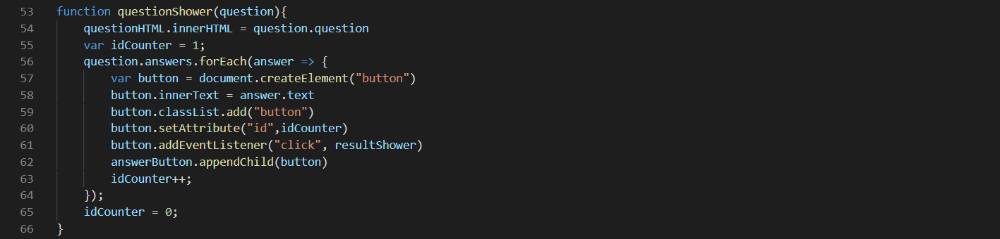 53 function questionShower(question){
54 questionHTML.innerHTML = question.question
55 var idCounter = 1;
56 question.answers.forEach(answer => {
57 var button = document.createElement("button")
58 button.innerText = answer.text
59 button.classList.add("button")
60 button.setAttribute("id",idCounter)
61 button.addEventListener("click", resultShower)
62 answerButton.appendChild(button)
63 idCounter++;
64 });
65 idCounter = 0;
66 }